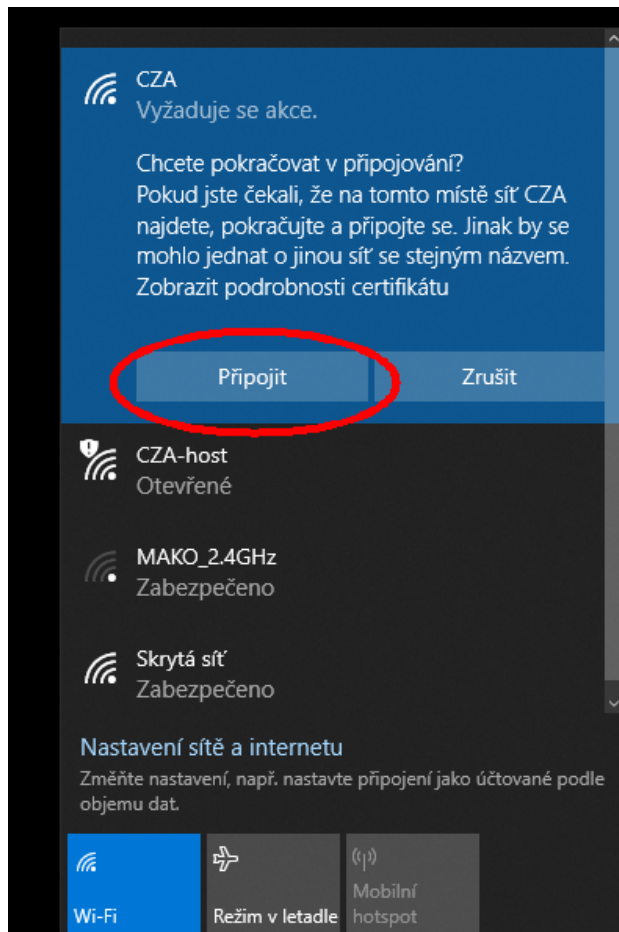 CZA
Vyžaduje se akce.
Chcete pokračovat v připojování?
Pokud jste čekali, že na tomto místě síť CZA
najdete, pokračujte a připojte se. Jinak by se
mohlo jednat o jinou síť se stejným názvem.
Zobrazit podrobnosti certifikátu
Připojit
Zrušit
CZA-host
Otevřené
MAKO_2.4GHz
Zabezpečeno
Skrytá síť
Zabezpečeno
Nastavení sítě a internetu
Změňte nastavení, např. nastavte připojení jako účtované podle
objemu dat.
Wi-Fi
Režim v letadle
Mobilní
hotspot